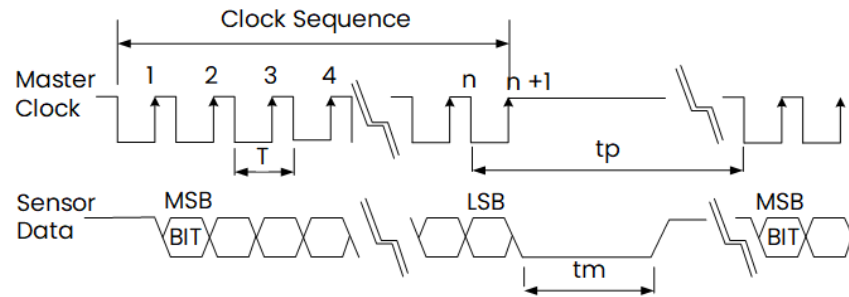 Clock Sequence
Master Clock
1 2 3 4 n n +1
T
tp
Sensor Data
MSB
BIT
LSB
MSB
BIT
tm